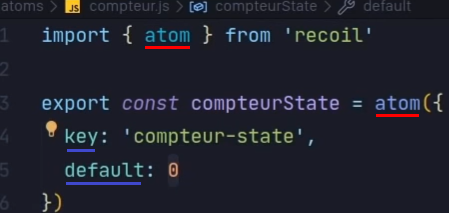 atoms > JS compteur.js > compteurState > default
1 import { atom } from 'recoil'
2
3 export const compteurState = atom({
4 key: 'compteur-state',
5 default: 0
6 })